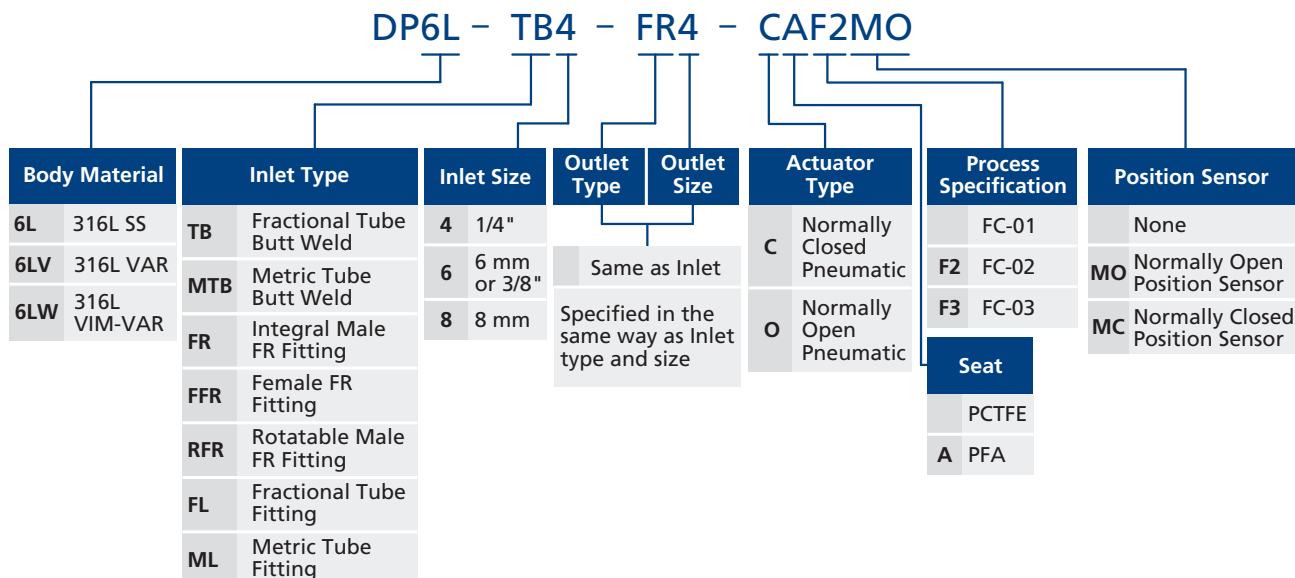 DP6L – TB4 – FR4 – CAF2MO
Body Material
6L 316L SS
6LV 316L VAR
6LW 316L
VIM-VAR
Inlet Type
TB Fractional Tube
Butt Weld
MTB Metric Tube
Butt Weld
FR Integral Male
FR Fitting
FFR Female FR
Fitting
RFR Rotatable Male
FR Fitting
FL Fractional Tube
Fitting
ML Metric Tube
Fitting
Inlet Size
4 1/4"
6 6 mm
or 3/8"
8 8 mm
Outlet
Type
Outlet
Size
Same as Inlet
Specified in the
same way as Inlet
type and size
Actuator
Type
C Normally
Closed
Pneumatic
O Normally
Open
Pneumatic
Process
Specification
FC-01
F2 FC-02
F3 FC-03
Seat
PCTFE
A PFA
Position Sensor
None
MO Normally Open
Position Sensor
MC Normally Closed
Position Sensor